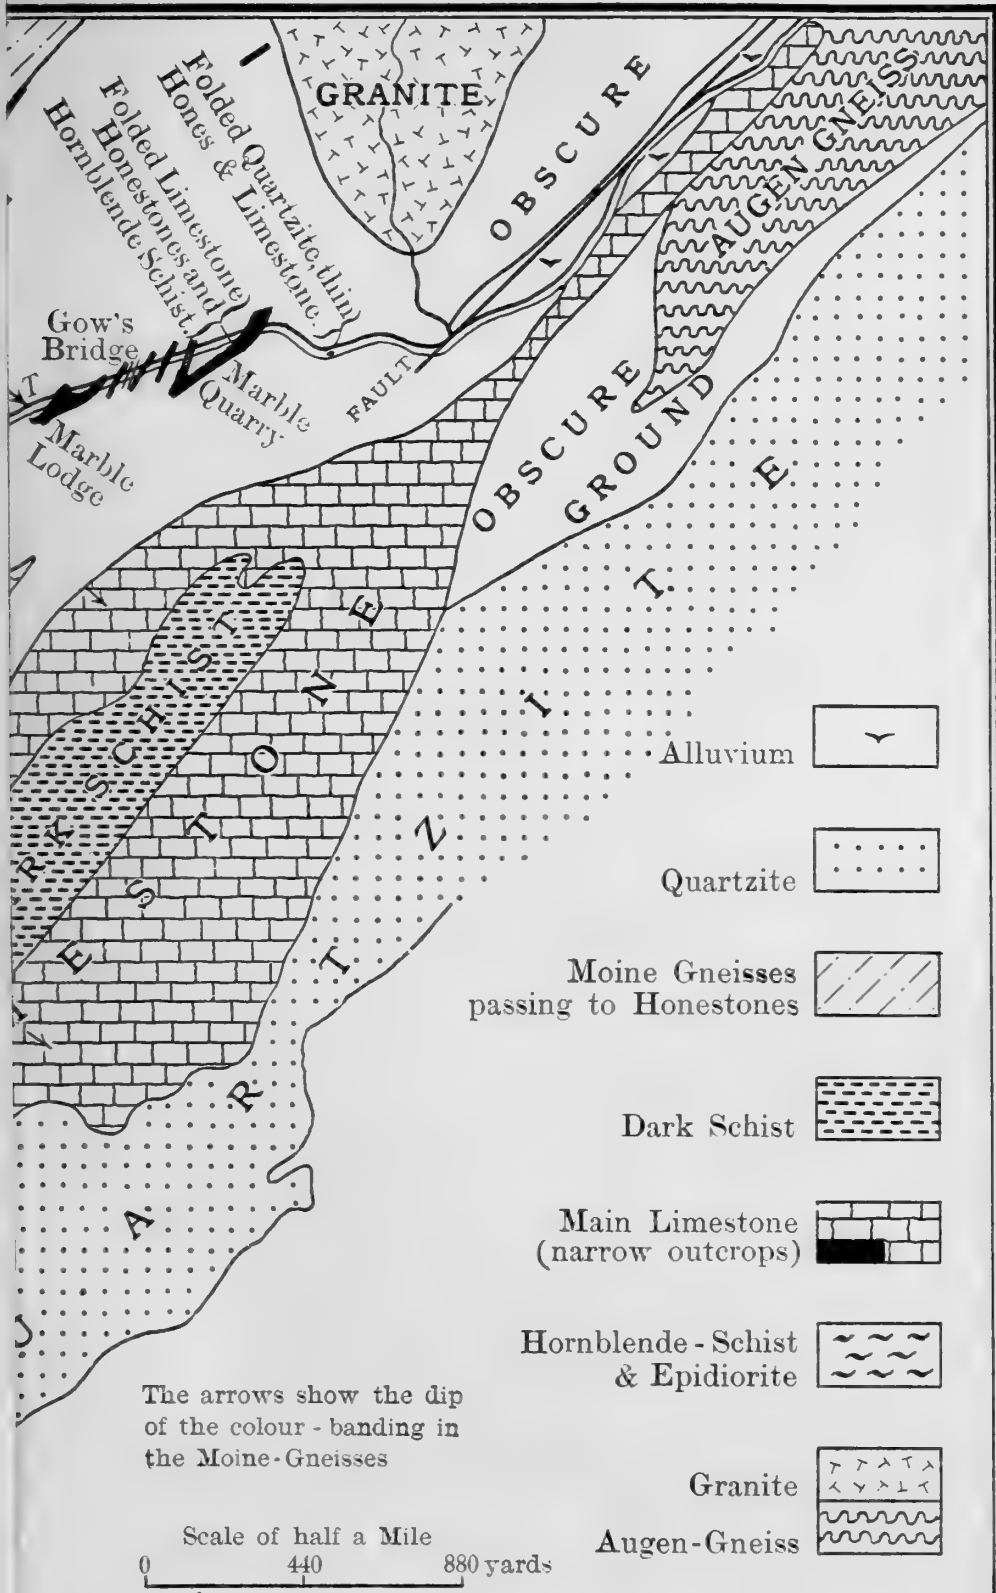 GRANITE
OBSCURE
AUGEN GNEISS
Folded Quartzite, thin
Hones & Limestone.
Folded Limestone
Honestones and
Hornblende Schist.
Gow's
Bridge
T
Marble
Quarry
Marble
Lodge
FAULT
OBSCURE
GROUND
RK SCHIST
ESTONE
UARTZITE
Alluvium
Quartzite
Moine Gneisses
passing to Honestones
Dark Schist
Main Limestone
(narrow outcrops)
Hornblende-Schist
& Epidiorite
Granite
Augen-Gneiss
The arrows show the dip
of the colour-banding in
the Moine-Gneisses
Scale of half a Mile
0 440 880 yards